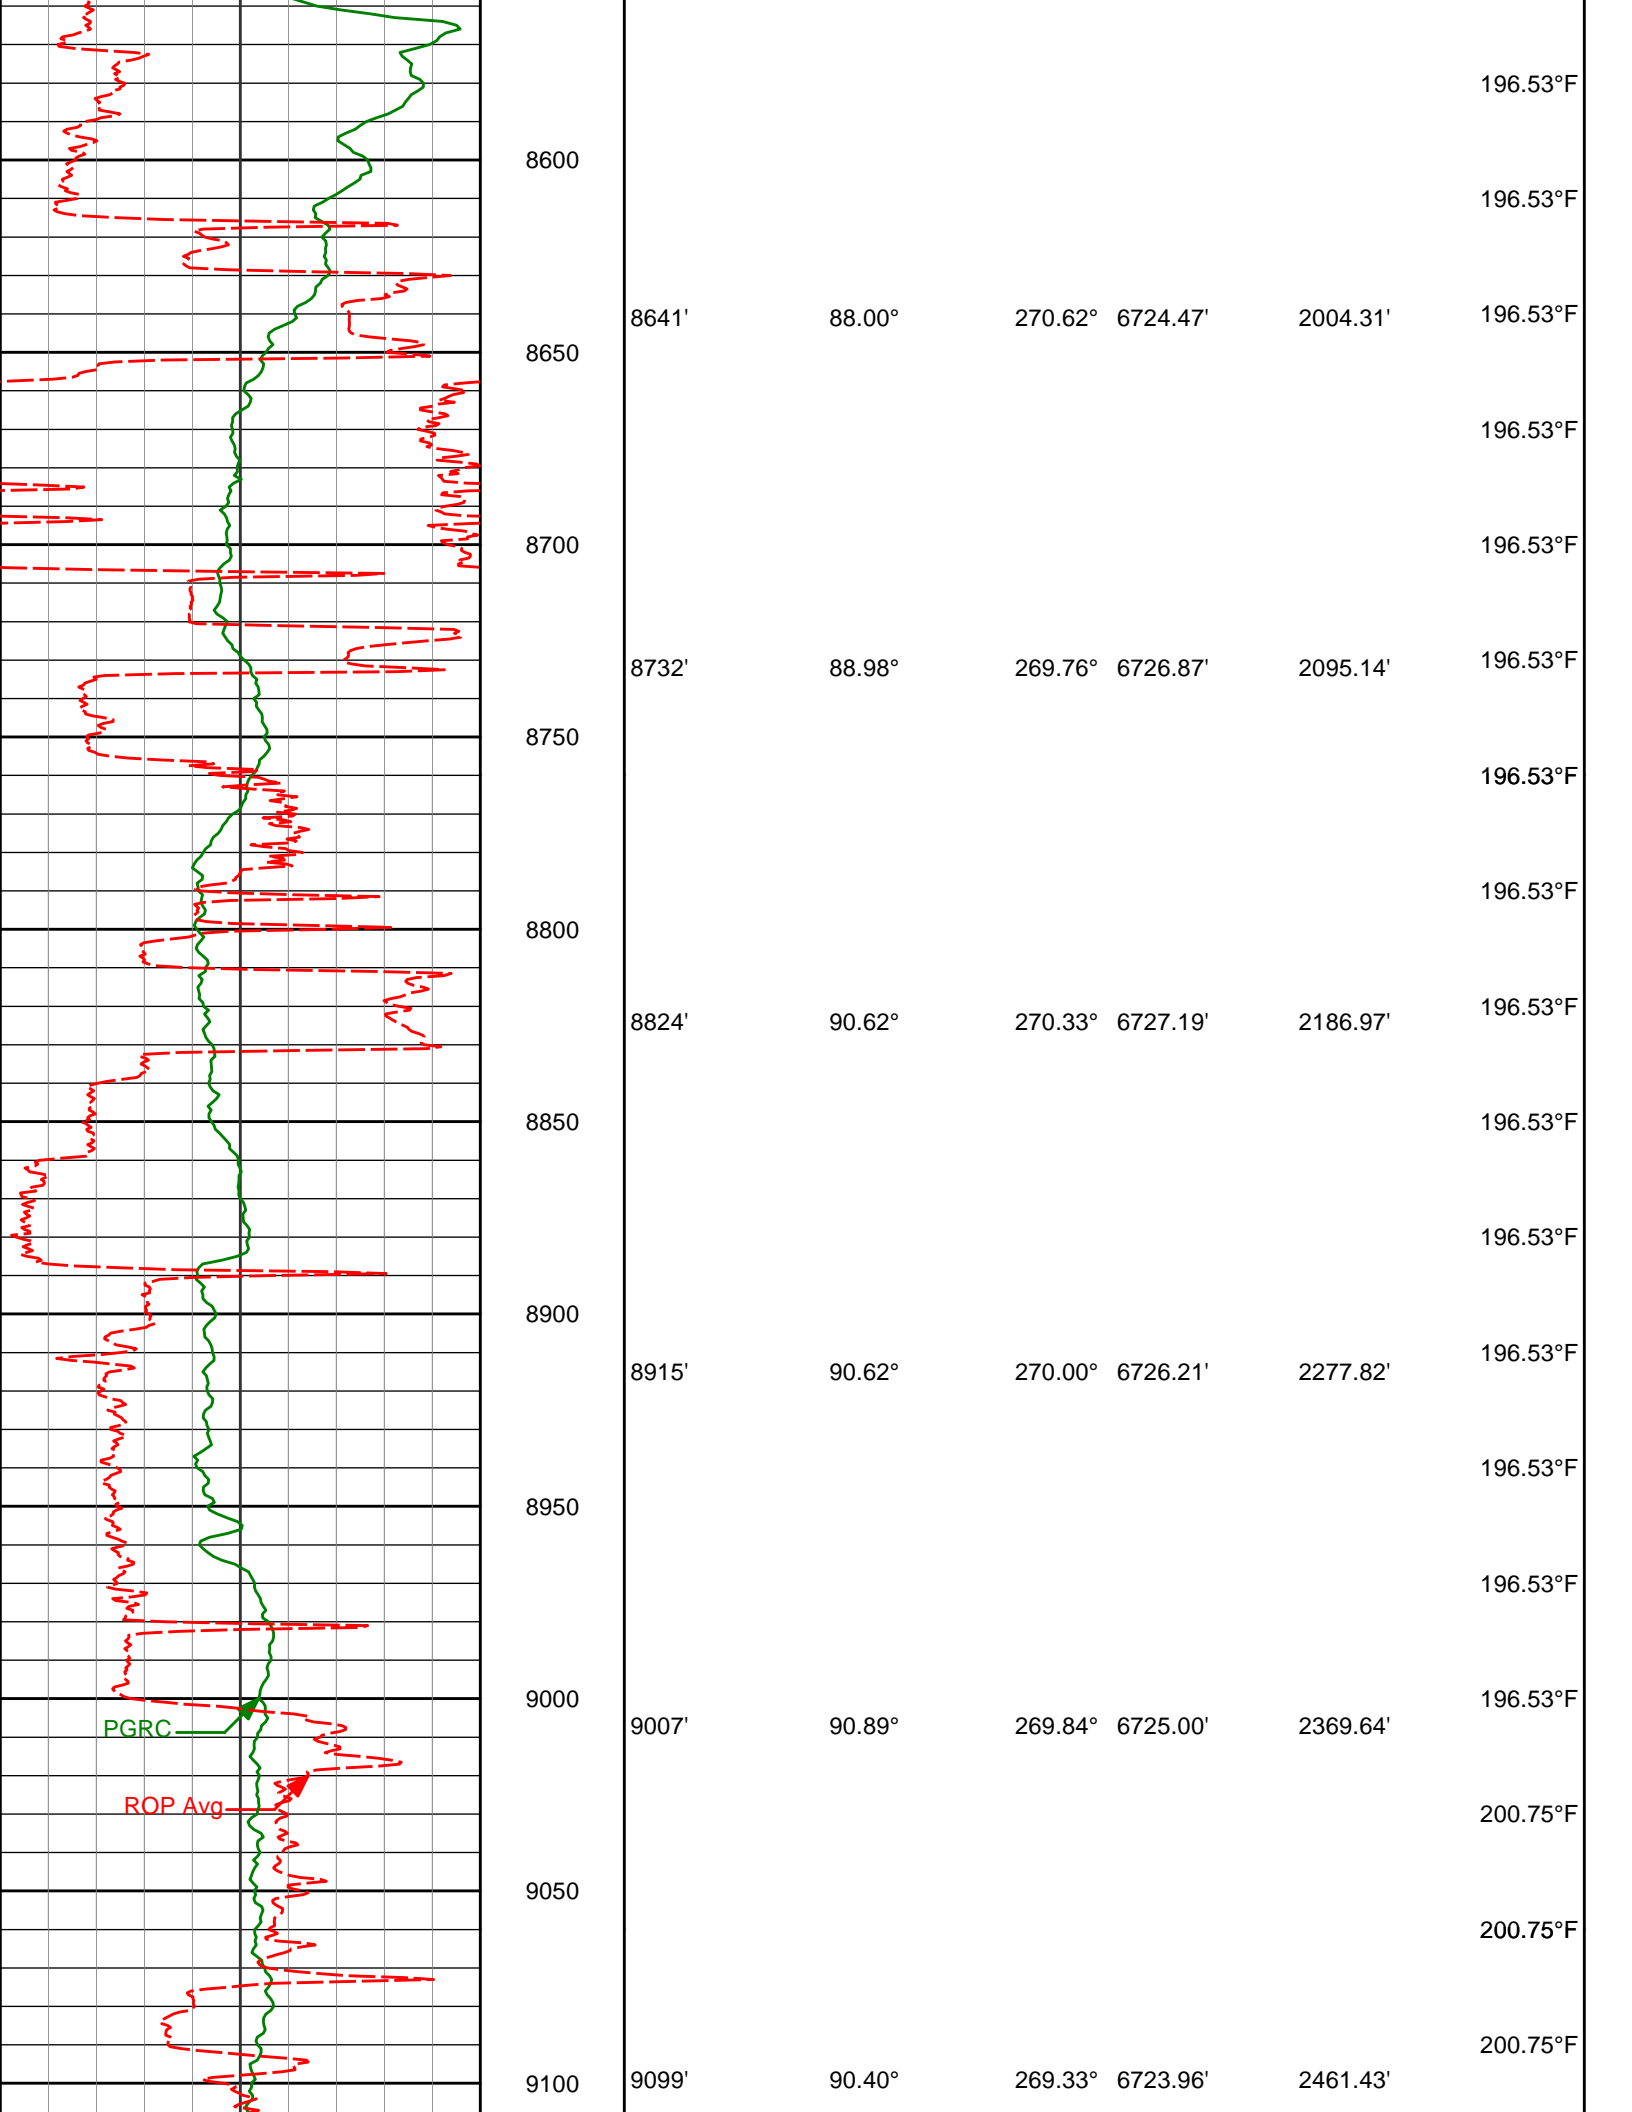 196.53°F
8600
196.53°F
8641' 88.00° 270.62° 6724.47' 2004.31' 196.53°F
8650
196.53°F
8700 196.53°F
8732' 88.98° 269.76° 6726.87' 2095.14' 196.53°F
8750
196.53°F
196.53°F
8800
8824' 90.62° 270.33° 6727.19' 2186.97' 196.53°F
8850 196.53°F
196.53°F
8900
8915' 90.62° 270.00° 6726.21' 2277.82' 196.53°F
196.53°F
8950
196.53°F
9000 196.53°F
PGRC 9007' 90.89° 269.84° 6725.00' 2369.64'
ROP Avg 200.75°F
9050
200.75°F
200.75°F
9100 9099' 90.40° 269.33° 6723.96' 2461.43'